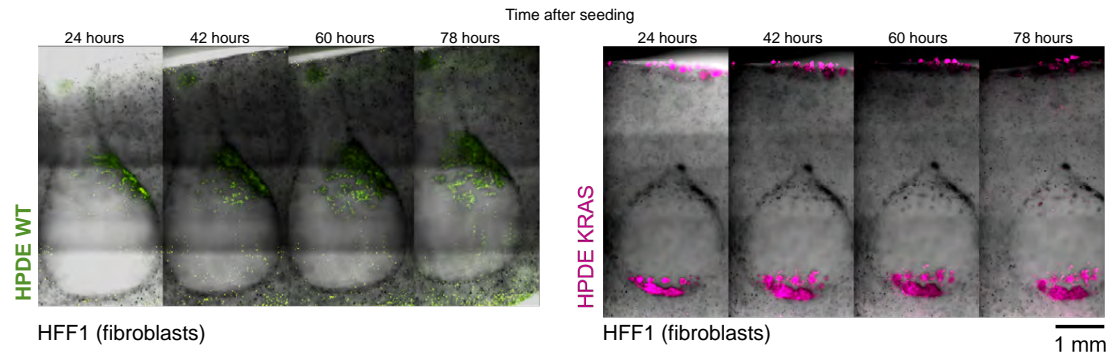 Time after seeding
24 hours 42 hours 60 hours 78 hours
24 hours 42 hours 60 hours 78 hours
HPDE WT
HPDE KRAS
HFF1 (fibroblasts)
HFF1 (fibroblasts)
1 mm